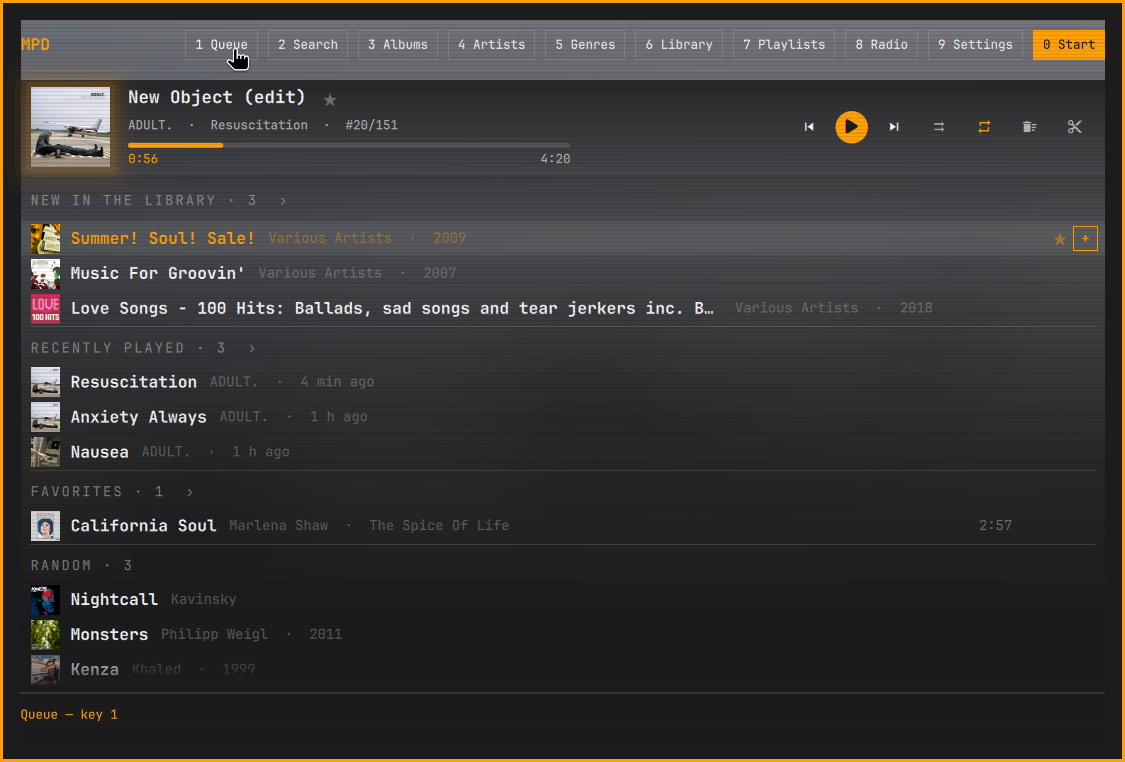 MPD 1 Queue 2 Search 3 Albums 4 Artists 5 Genres 6 Library 7 Playlists 8 Radio 9 Settings 0 Start
ADULT.
New Object (edit) ★
ADULT. · Resuscitation · #20/151
0:56 4:20
NEW IN THE LIBRARY · 3 ›
Summer! Soul! Sale! Various Artists · 2009 ★ +
Music For Groovin' Various Artists · 2007
LOVE
100 HITS
Love Songs - 100 Hits: Ballads, sad songs and tear jerkers inc. B… Various Artists · 2018
RECENTLY PLAYED · 3 ›
Resuscitation ADULT. · 4 min ago
Anxiety Always ADULT. · 1 h ago
Nausea ADULT. · 1 h ago
FAVORITES · 1 ›
California Soul Marlena Shaw · The Spice Of Life 2:57
RANDOM · 3
Nightcall Kavinsky
Monsters Philipp Weigl · 2011
Kenza Khaled · 1999
Queue — key 1